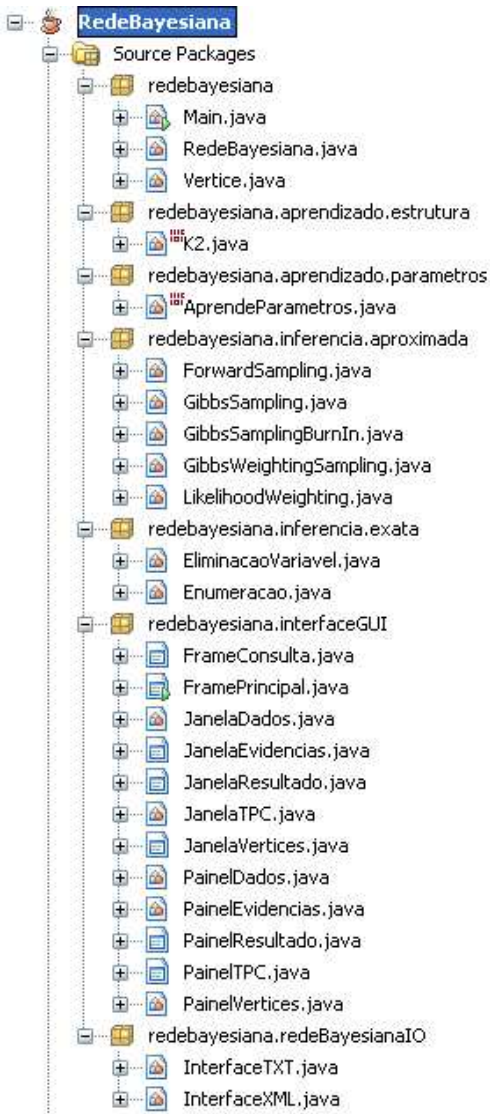 RedeBayesiana
Source Packages
redebayesiana
Main.java
RedeBayesiana.java
Vertice.java
redebayesiana.aprendizado.estrutura
K2.java
redebayesiana.aprendizado.parametros
AprendeParametros.java
redebayesiana.inferencia.aproximada
ForwardSampling.java
GibbsSampling.java
GibbsSamplingBurnIn.java
GibbsWeightingSampling.java
LikelihoodWeighting.java
redebayesiana.inferencia.exata
EliminacaoVariavel.java
Enumeracao.java
redebayesiana.interfaceGUI
FrameConsulta.java
FramePrincipal.java
JanelaDados.java
JanelaEvidencias.java
JanelaResultado.java
JanelaTPC.java
JanelaVertices.java
PainelDados.java
PainelEvidencias.java
PainelResultado.java
PainelTPC.java
PainelVertices.java
redebayesiana.redeBayesianaIO
InterfaceTXT.java
InterfaceXML.java